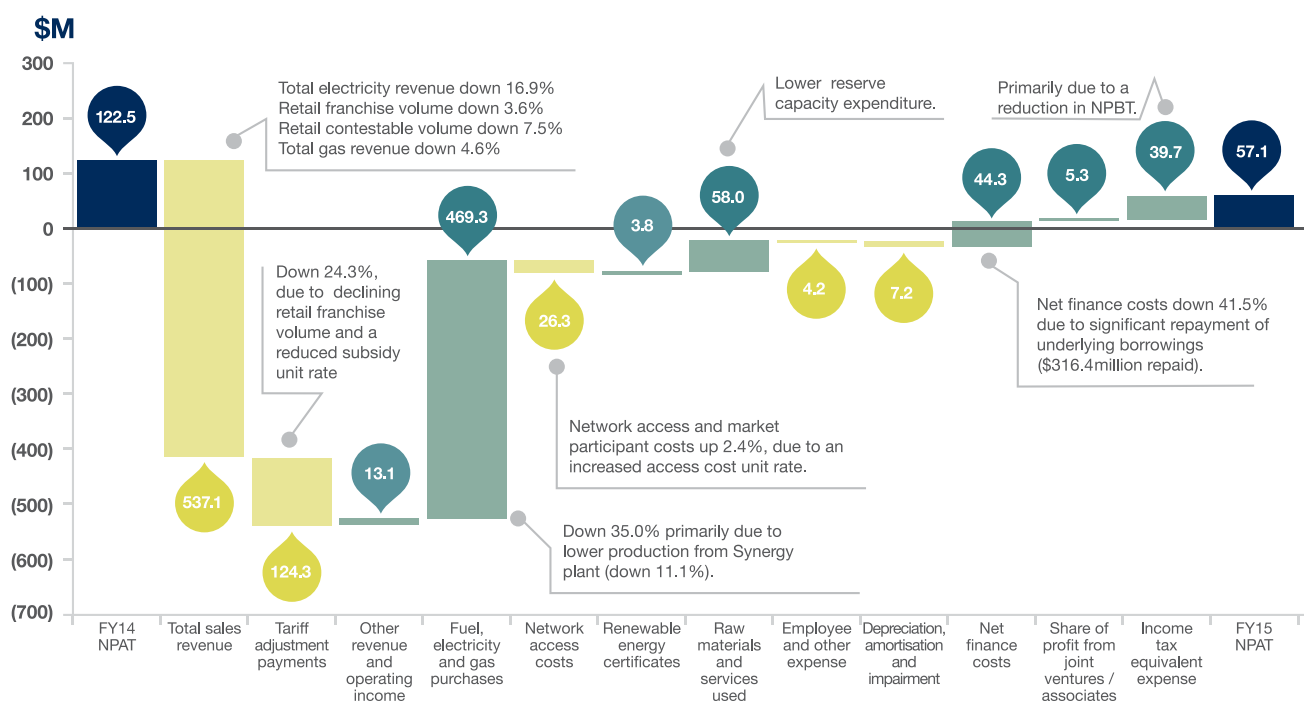 $M
300
200
100
0
(100)
(200)
(300)
(400)
(500)
(600)
(700)
122.5
537.1
124.3
13.1
469.3
26.3
3.8
58.0
4.2
7.2
44.3
5.3
39.7
57.1
Total electricity revenue down 16.9%
Retail franchise volume down 3.6%
Retail contestable volume down 7.5%
Total gas revenue down 4.6%
Down 24.3%,
due to declining
retail franchise
volume and a
reduced subsidy
unit rate
Down 35.0% primarily due to
lower production from Synergy
plant (down 11.1%).
Network access and market
participant costs up 2.4%, due to an
increased access cost unit rate.
Lower reserve
capacity expenditure.
Net finance costs down 41.5%
due to significant repayment of
underlying borrowings
($316.4million repaid).
Primarily due to a
reduction in NPBT.
FY14
NPAT
Total sales
revenue
Tariff
adjustment
payments
Other
revenue
and
operating
income
Fuel,
electricity
and gas
purchases
Network
access
costs
Renewable
energy
certificates
Raw
materials
and
services
used
Employee
and other
expense
Depreciation,
amortisation
and
impairment
Net
finance
costs
Share of
profit from
joint
ventures /
associates
Income
tax
equivalent
expense
FY15
NPAT